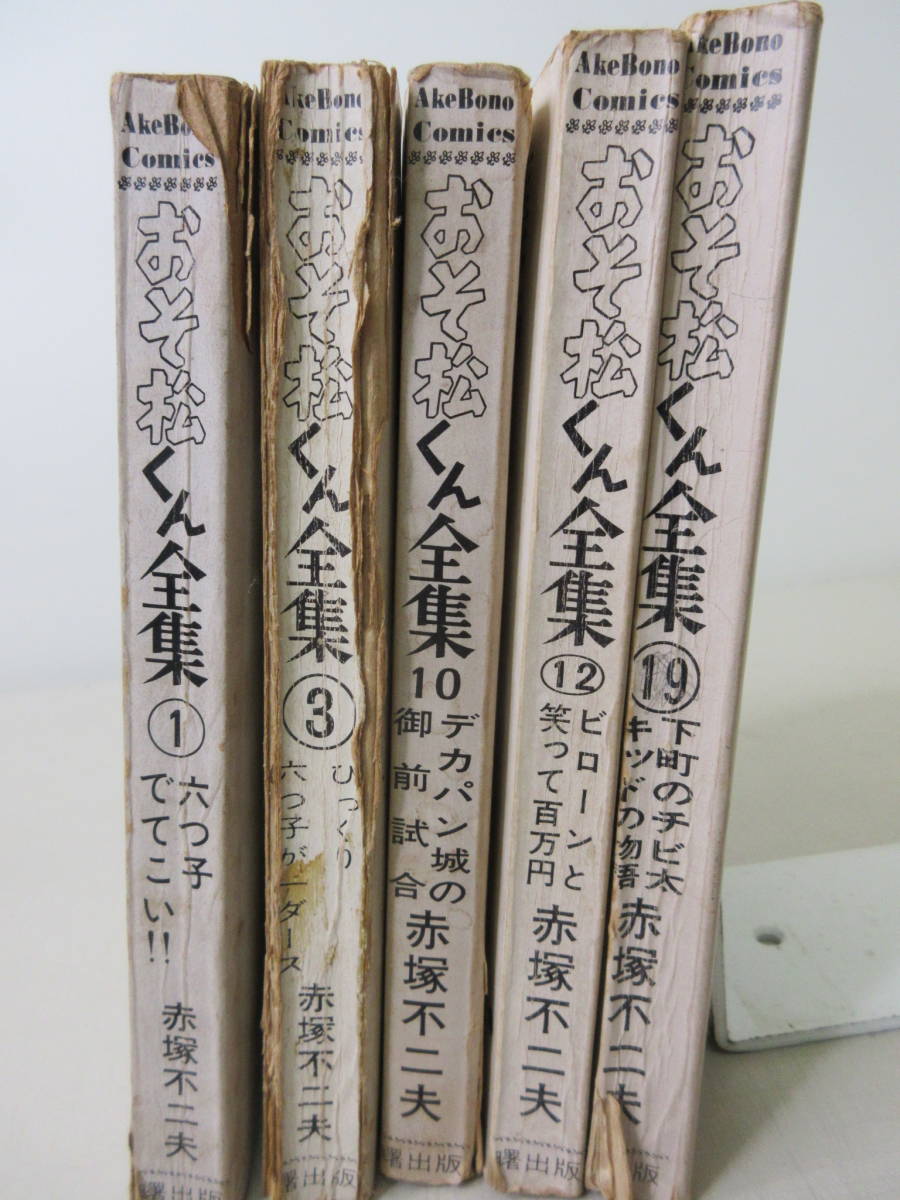 AkeBo
Comics
おそ松くん全集
①
六つ子
でてこい!!
赤塚不二夫
曙出版
AkeBono
Comics
おそ松くん全集
③
ひっくり
六つ子が一ダース
赤塚不二夫
曙出版
AkeBono
Comics
おそ松くん全集
10
デカパン城の
御前試合
赤塚不二夫
曙出版
AkeBono
Comics
おそ松くん全集
⑫
ビローンと
笑って百万円
赤塚不二夫
曙出版
AkeBono
Comics
おそ松くん全集
⑲
下町のチビ太
キッドの物語
赤塚不二夫
版